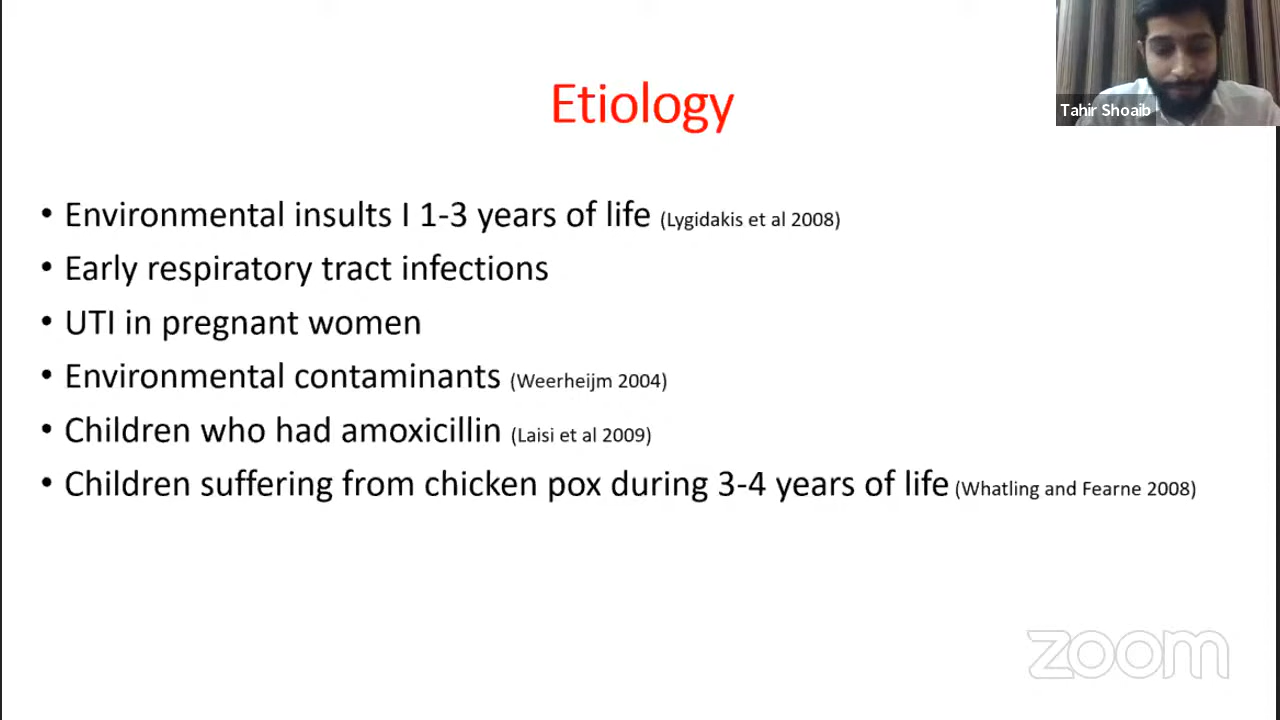 Etiology
Tahir Shoaib
• Environmental insults I 1-3 years of life (Lygidakis et al 2008)
• Early respiratory tract infections
• UTI in pregnant women
• Environmental contaminants (Weerheijm 2004)
• Children who had amoxicillin (Laisi et al 2009)
• Children suffering from chicken pox during 3-4 years of life (Whatling and Fearne 2008)
zoom